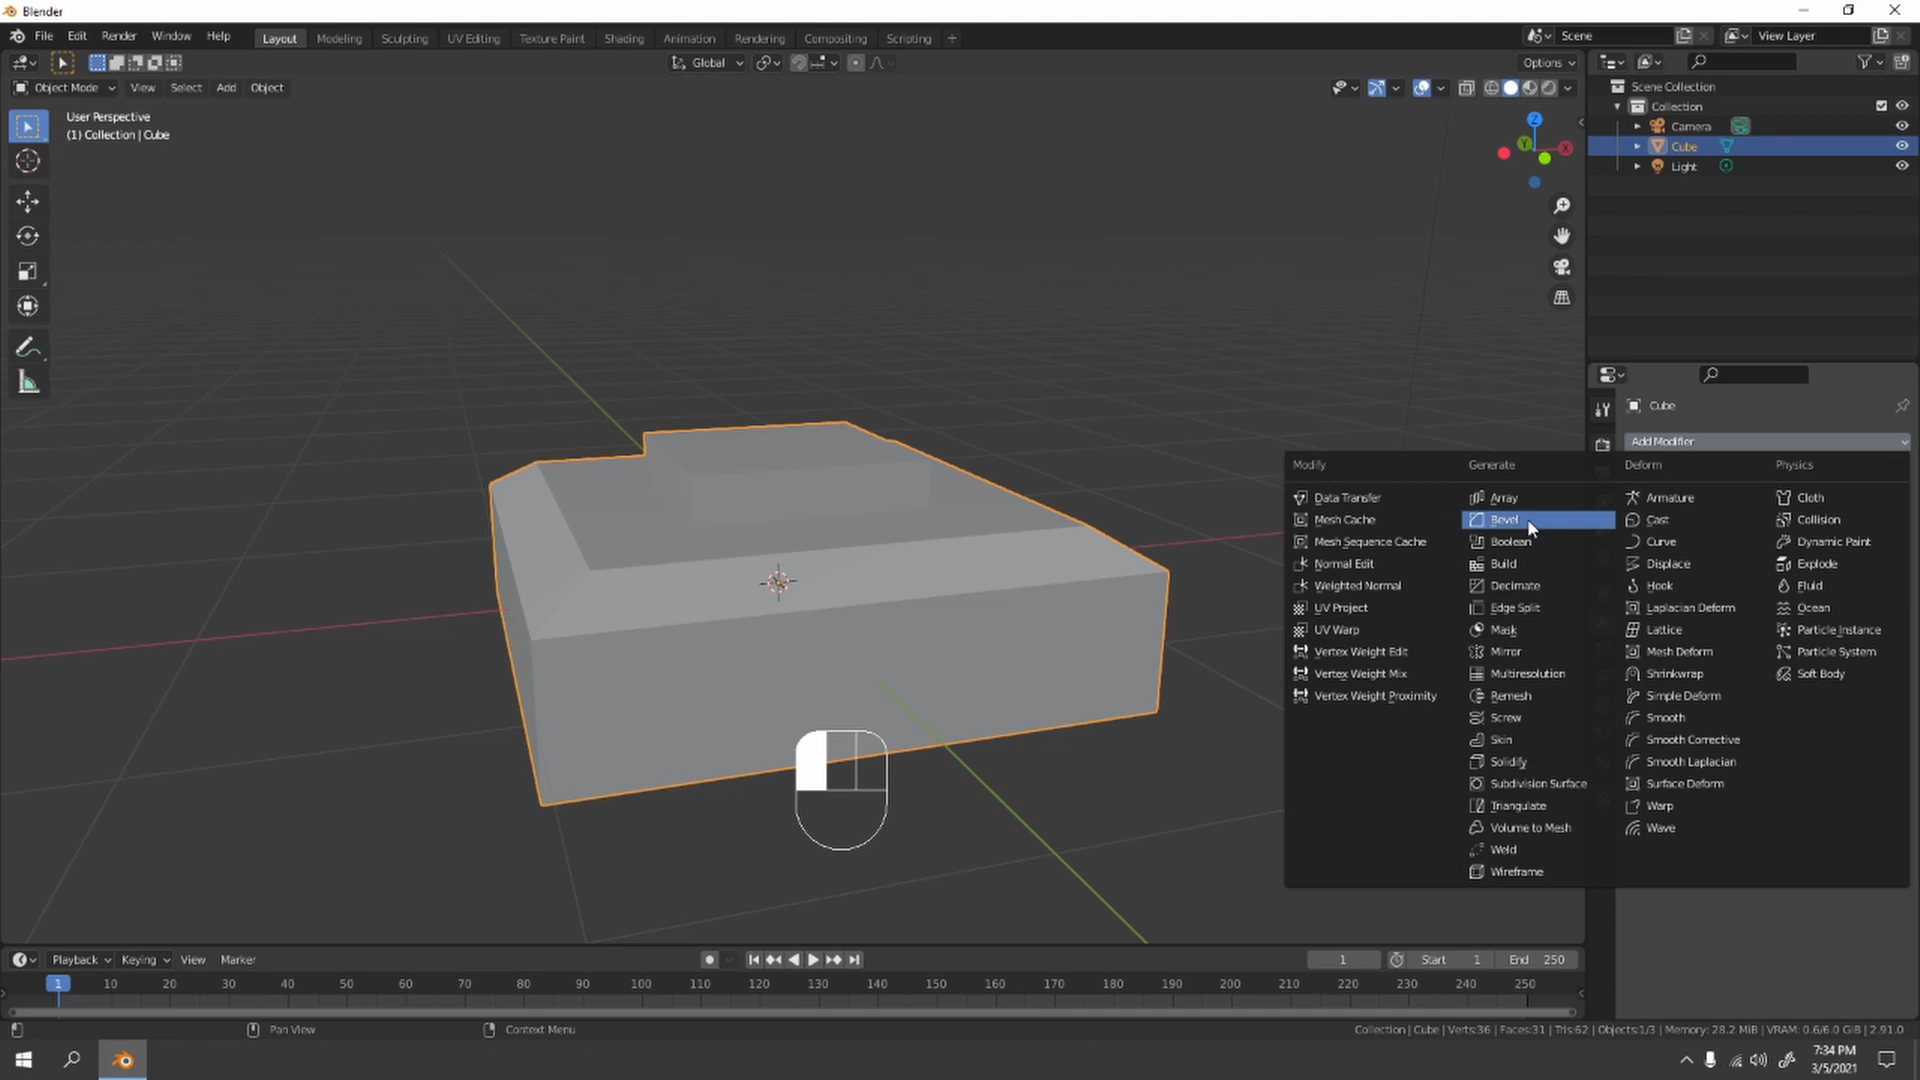 Blender
File Edit Render Window Help Layout Modeling Sculpting UV Editing Texture Paint Shading Animation Rendering Compositing Scripting + Scene View Layer
Global Options
Object Mode View Select Add Object
User Perspective
(1) Collection | Cube
Z
Y
X
Scene Collection
Collection
Camera
Cube
Light
Cube
Add Modifier
Modify Generate Deform Physics
Data Transfer Array Armature Cloth
Mesh Cache Bevel Cast Collision
Mesh Sequence Cache Boolean Curve Dynamic Paint
Normal Edit Build Displace Explode
Weighted Normal Decimate Hook Fluid
UV Project Edge Split Laplacian Deform Ocean
UV Warp Mask Lattice Particle Instance
Vertex Weight Edit Mirror Mesh Deform Particle System
Vertex Weight Mix Multiresolution Shrinkwrap Soft Body
Vertex Weight Proximity Remesh Simple Deform
Screw Smooth
Skin Smooth Corrective
Solidify Smooth Laplacian
Subdivision Surface Surface Deform
Triangulate Warp
Volume to Mesh Wave
Weld
Wireframe
Playback Keying View Marker 1 Start 1 End 250
1 10 20 30 40 50 60 70 80 90 100 110 120 130 140 150 160 170 180 190 200 210 220 230 240 250
Pan View Context Menu Collection | Cube | Verts:36 | Faces:31 | Tris:62 | Objects:1/3 | Memory: 28.2 MiB | VRAM: 0.6/6.0 GiB | 2.91.0
7:34 PM
3/5/2021